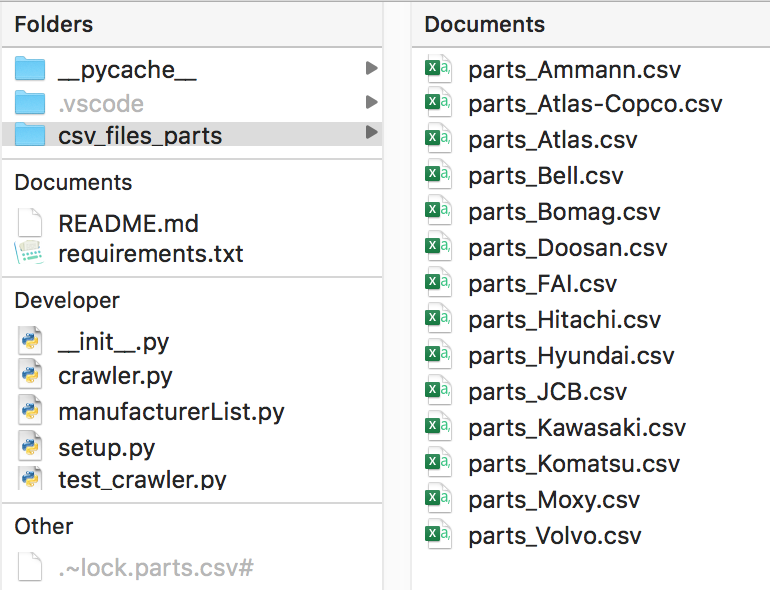 Folders
__pycache__
.vscode
csv_files_parts
Documents
README.md
requirements.txt
Developer
__init__.py
crawler.py
manufacturerList.py
setup.py
test_crawler.py
Other
.~lock.parts.csv#
Documents
parts_Ammann.csv
parts_Atlas-Copco.csv
parts_Atlas.csv
parts_Bell.csv
parts_Bomag.csv
parts_Doosan.csv
parts_FAI.csv
parts_Hitachi.csv
parts_Hyundai.csv
parts_JCB.csv
parts_Kawasaki.csv
parts_Komatsu.csv
parts_Moxy.csv
parts_Volvo.csv